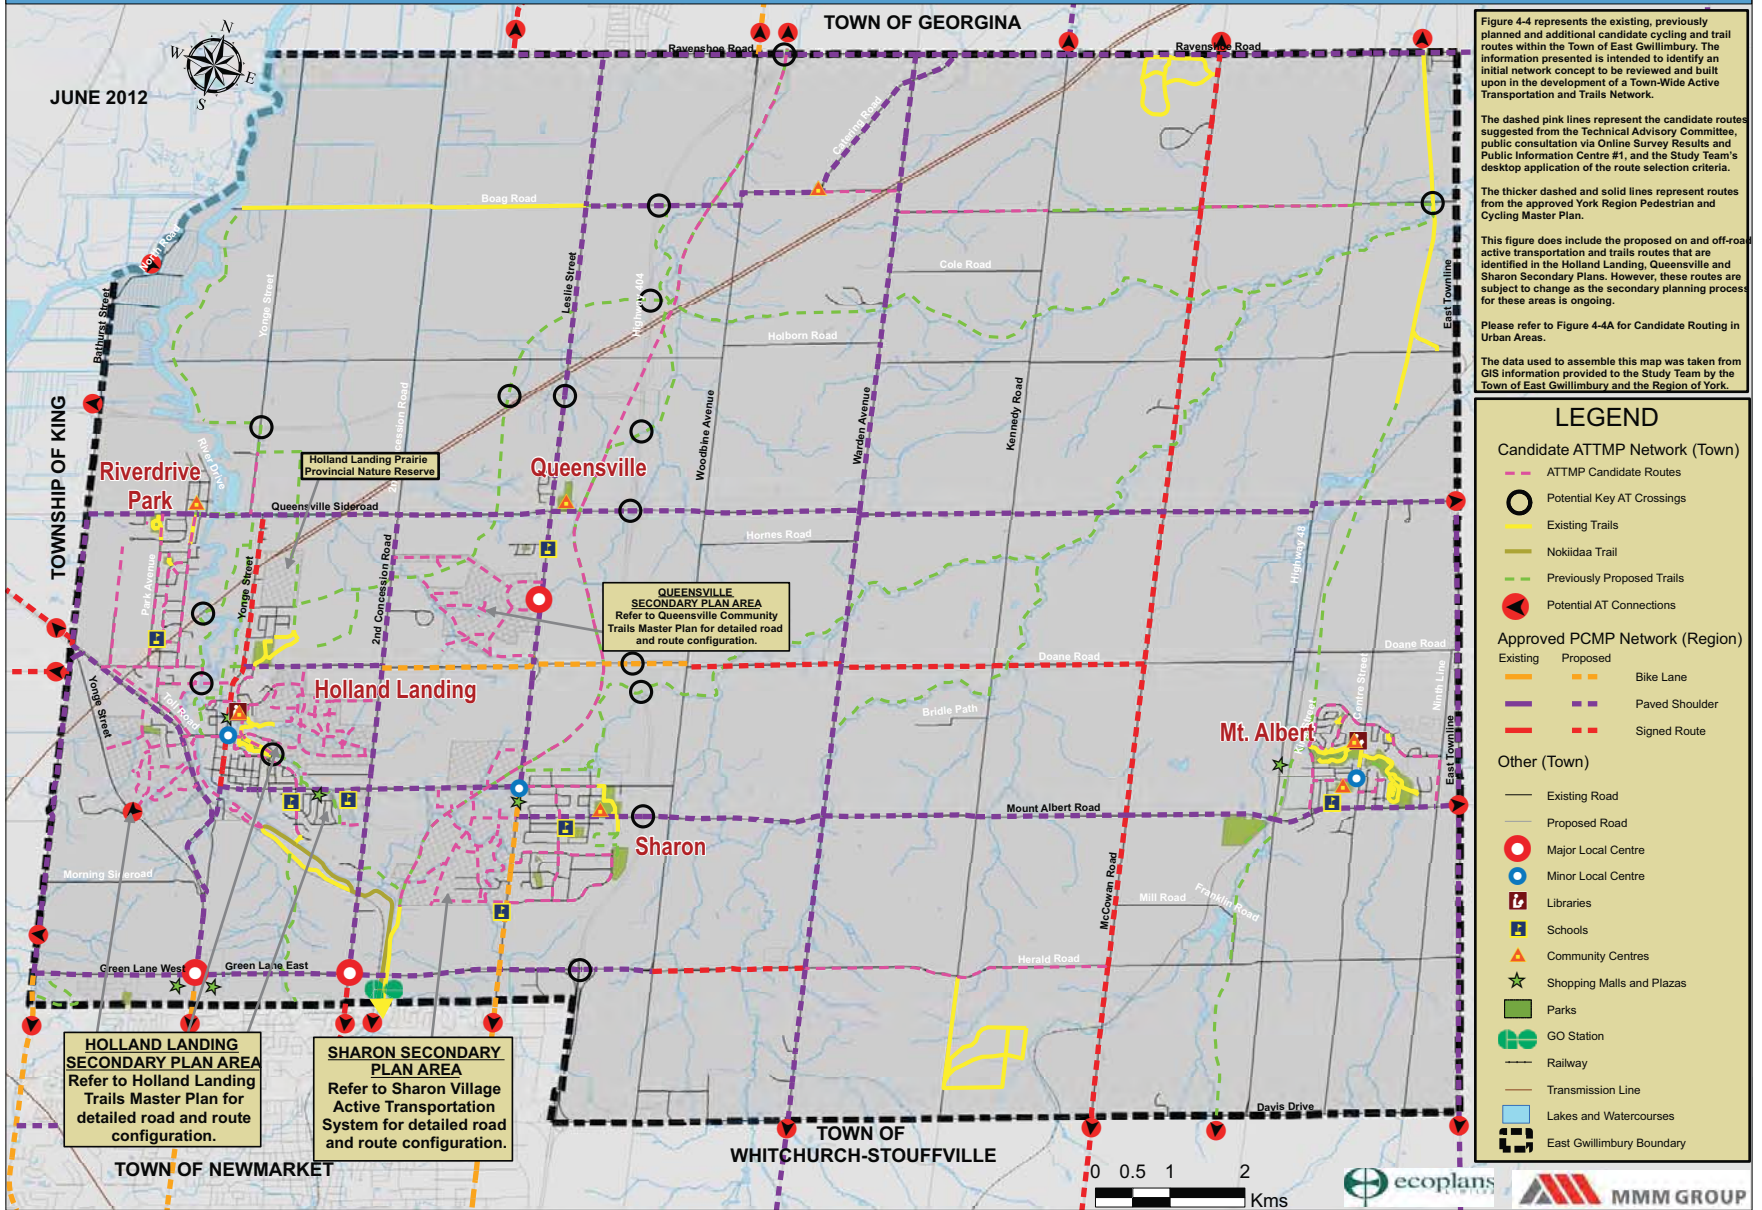 TOWN OF GEORGINA
Ravenshoe Road
Ravenshoe Road
N
W
E
S
JUNE 2012
Catering Road
Boag Road
North Road
Cole Road
Leslie Street
Highway 404
Yonge Street
Bathurst Street
East Townline
Holborn Road
Woodbine Avenue
Warden Avenue
Kennedy Road
TOWNSHIP OF KING
River Drive
Holland Landing Prairie
Provincial Nature Reserve
Riverdrive
Park
Queensville
Queensville Sideroad
Hornes Road
Highway 48
Park Avenue
Yonge Street
2nd Concession Road
QUEENSVILLE
SECONDARY PLAN AREA
Refer to Queensville Community
Trails Master Plan for detailed road
and route configuration.
Doane Road
Doane Road
Holland Landing
Yonge Street
Toll Road
Bridle Path
Centre Street
Ninth Line
Mt. Albert
East Townline
Mount Albert Road
Sharon
Morning Sideroad
McCowan Road
Mill Road
Franklin Road
Green Lane West
Green Lane East
Herald Road
Davis Drive
HOLLAND LANDING
SECONDARY PLAN AREA
Refer to Holland Landing
Trails Master Plan for
detailed road and route
configuration.
SHARON SECONDARY
PLAN AREA
Refer to Sharon Village
Active Transportation
System for detailed road
and route configuration.
TOWN OF NEWMARKET
TOWN OF
WHITCHURCH-STOUFFVILLE
0 0.5 1 2
Kms
Figure 4-4 represents the existing, previously
planned and additional candidate cycling and trail
routes within the Town of East Gwillimbury. The
information presented is intended to identify an
initial network concept to be reviewed and built
upon in the development of a Town-Wide Active
Transportation and Trails Network.
The dashed pink lines represent the candidate routes
suggested from the Technical Advisory Committee,
public consultation via Online Survey Results and
Public Information Centre #1, and the Study Team's
desktop application of the route selection criteria.
The thicker dashed and solid lines represent routes
from the approved York Region Pedestrian and
Cycling Master Plan.
This figure does include the proposed on and off-road
active transportation and trails routes that are
identified in the Holland Landing, Queensville and
Sharon Secondary Plans. However, these routes are
subject to change as the secondary planning process
for these areas is ongoing.
Please refer to Figure 4-4A for Candidate Routing in
Urban Areas.
The data used to assemble this map was taken from
GIS information provided to the Study Team by the
Town of East Gwillimbury and the Region of York.
LEGEND
Candidate ATTMP Network (Town)
ATTMP Candidate Routes
Potential Key AT Crossings
Existing Trails
Nokiidaa Trail
Previously Proposed Trails
Potential AT Connections
Approved PCMP Network (Region)
Existing Proposed
Bike Lane
Paved Shoulder
Signed Route
Other (Town)
Existing Road
Proposed Road
Major Local Centre
Minor Local Centre
Libraries
Schools
Community Centres
Shopping Malls and Plazas
Parks
GO Station
Railway
Transmission Line
Lakes and Watercourses
East Gwillimbury Boundary
ecoplans
LIMITED
MMM GROUP